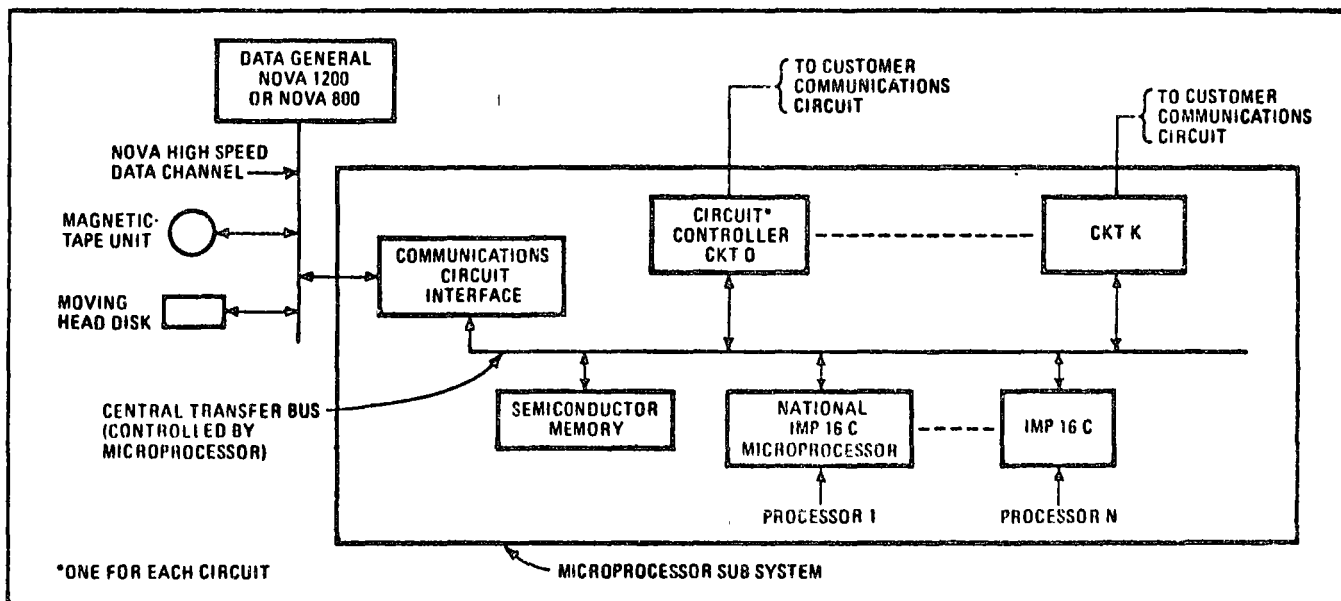 DATA GENERAL
NOVA 1200
OR NOVA 800
NOVA HIGH SPEED
DATA CHANNEL
MAGNETIC-
TAPE UNIT
MOVING
HEAD DISK
TO CUSTOMER
COMMUNICATIONS
CIRCUIT
TO CUSTOMER
COMMUNICATIONS
CIRCUIT
COMMUNICATIONS
CIRCUIT
INTERFACE
CIRCUIT*
CONTROLLER
CKT 0
CKT K
CENTRAL TRANSFER BUS
(CONTROLLED BY
MICROPROCESSOR)
SEMICONDUCTOR
MEMORY
NATIONAL
IMP 16 C
MICROPROCESSOR
IMP 16 C
PROCESSOR 1
PROCESSOR N
*ONE FOR EACH CIRCUIT
MICROPROCESSOR SUB SYSTEM